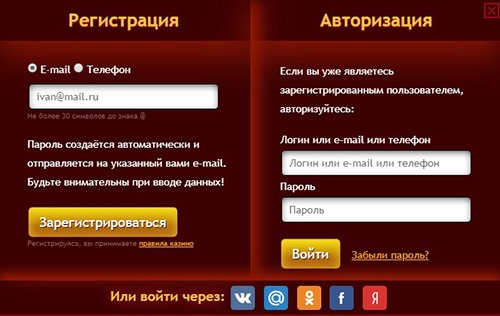 Регистрация
E-mail Телефон
ivan@mail.ru
Не более 30 символов до знака @
Пароль создаётся автоматически и
отправляется на указанный вами e-mail.
Будьте внимательны при вводе данных!
Зарегистрироваться
Регистрируясь, вы принимаете правила казино
Авторизация
Если вы уже являетесь
зарегистрированным пользователем,
авторизуйтесь:
Логин или e-mail или телефон
Логин или e-mail или телефон
Пароль
Пароль
Войти Забыли пароль?
Или войти через: @ f Я